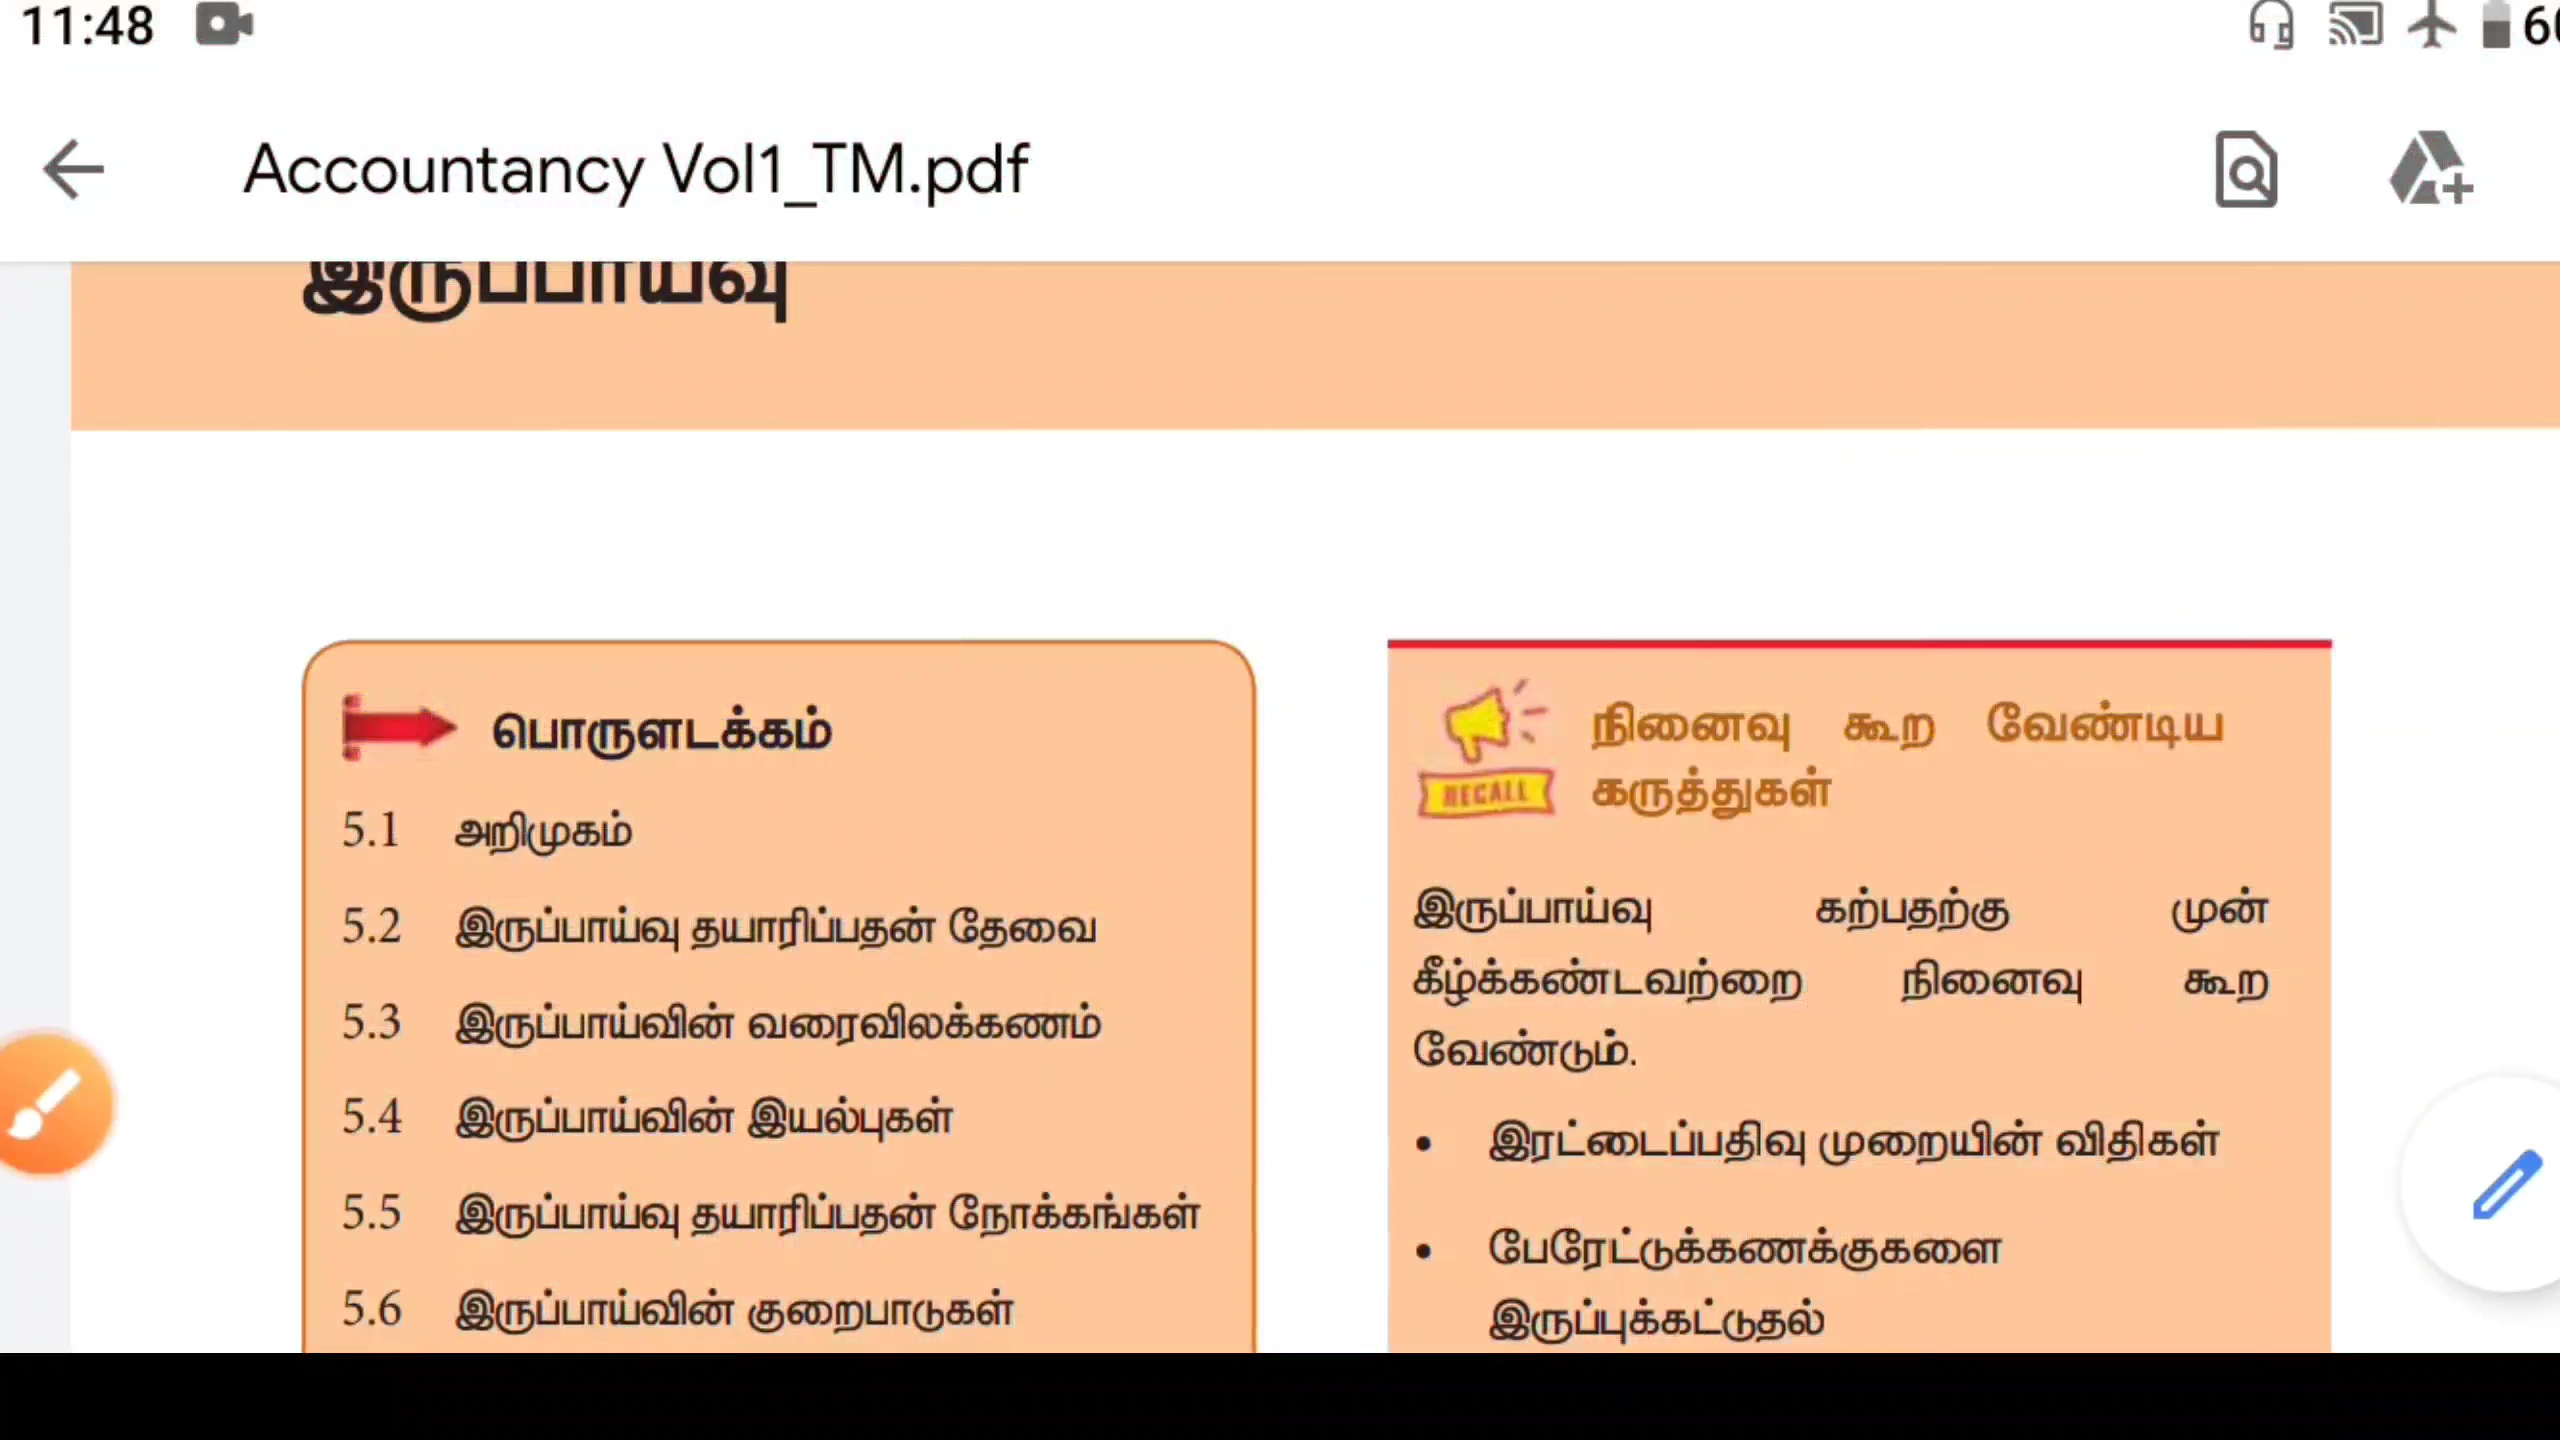 11:48
Accountancy Vol1_TM.pdf
இருப்பாய்வு
பொருளடக்கம்
5.1 அறிமுகம்
5.2 இருப்பாய்வு தயாரிப்பதன் தேவை
5.3 இருப்பாய்வின் வரைவிலக்கணம்
5.4 இருப்பாய்வின் இயல்புகள்
5.5 இருப்பாய்வு தயாரிப்பதன் நோக்கங்கள்
5.6 இருப்பாய்வின் குறைபாடுகள்
RECALL
நினைவு கூற வேண்டிய
கருத்துகள்
இருப்பாய்வு கற்பதற்கு முன்
கீழ்க்கண்டவற்றை நினைவு கூற
வேண்டும்.
• இரட்டைப்பதிவு முறையின் விதிகள்
• பேரேட்டுக்கணக்குகளை
இருப்புக்கட்டுதல்